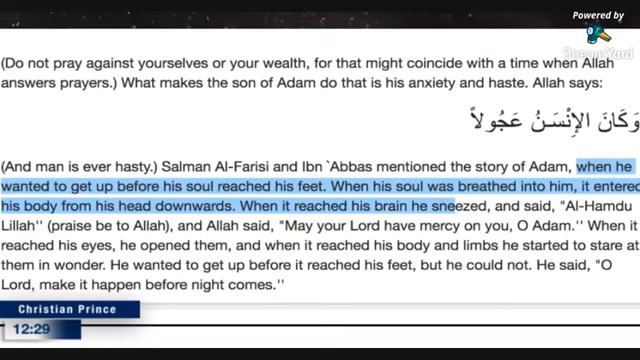 Powered by
StreamYard
(Do not pray against yourselves or your wealth, for that might coincide with a time when Allah
answers prayers.) What makes the son of Adam do that is his anxiety and haste. Allah says:
وَكَانَ الإِنْسَـنُ عَجُولاً
(And man is ever hasty.) Salman Al-Farisi and Ibn `Abbas mentioned the story of Adam, when he
wanted to get up before his soul reached his feet. When his soul was breathed into him, it entered
his body from his head downwards. When it reached his brain he sneezed, and said, "Al-Hamdu
Lillah'' (praise be to Allah), and Allah said, "May your Lord have mercy on you, O Adam.'' When it
reached his eyes, he opened them, and when it reached his body and limbs he started to stare at
them in wonder. He wanted to get up before it reached his feet, but he could not. He said, "O
Lord, make it happen before night comes.''
Christian Prince
12:29